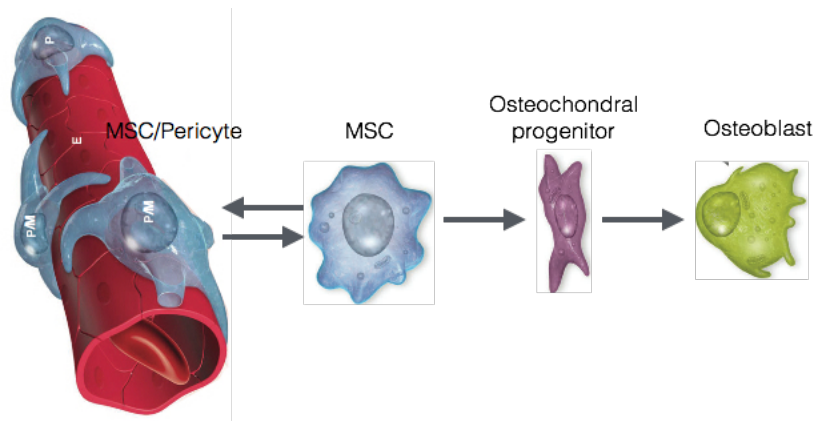 P
E
MSC/Pericyte
P/M
P/M
MSC
Osteochondral
progenitor
Osteoblast